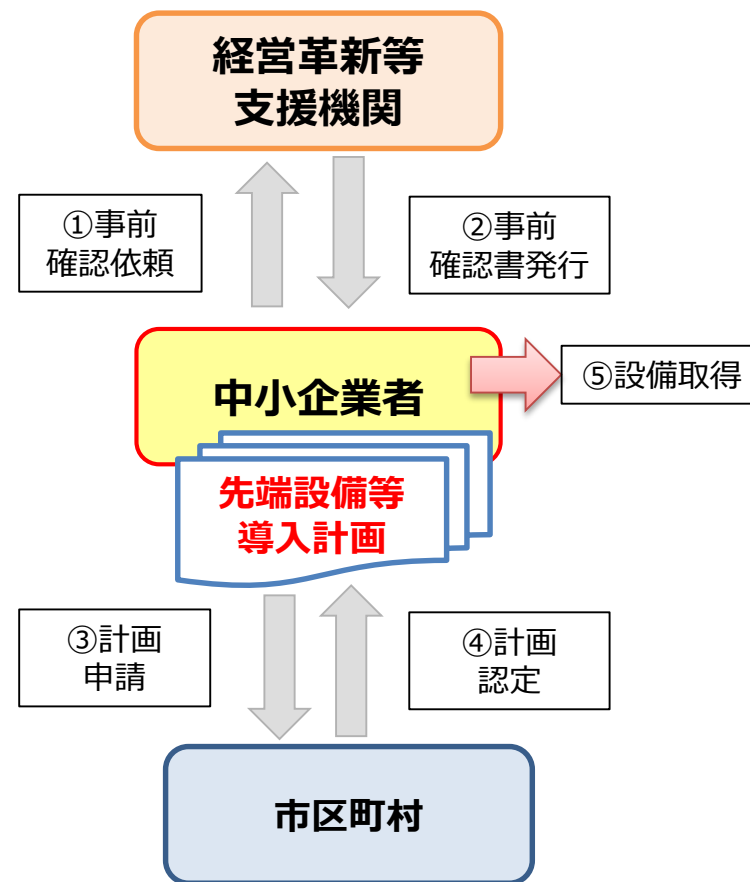 経営革新等
支援機関
①事前
確認依頼
②事前
確認書発行
中小企業者
⑤設備取得
先端設備等
導入計画
③計画
申請
④計画
認定
市区町村